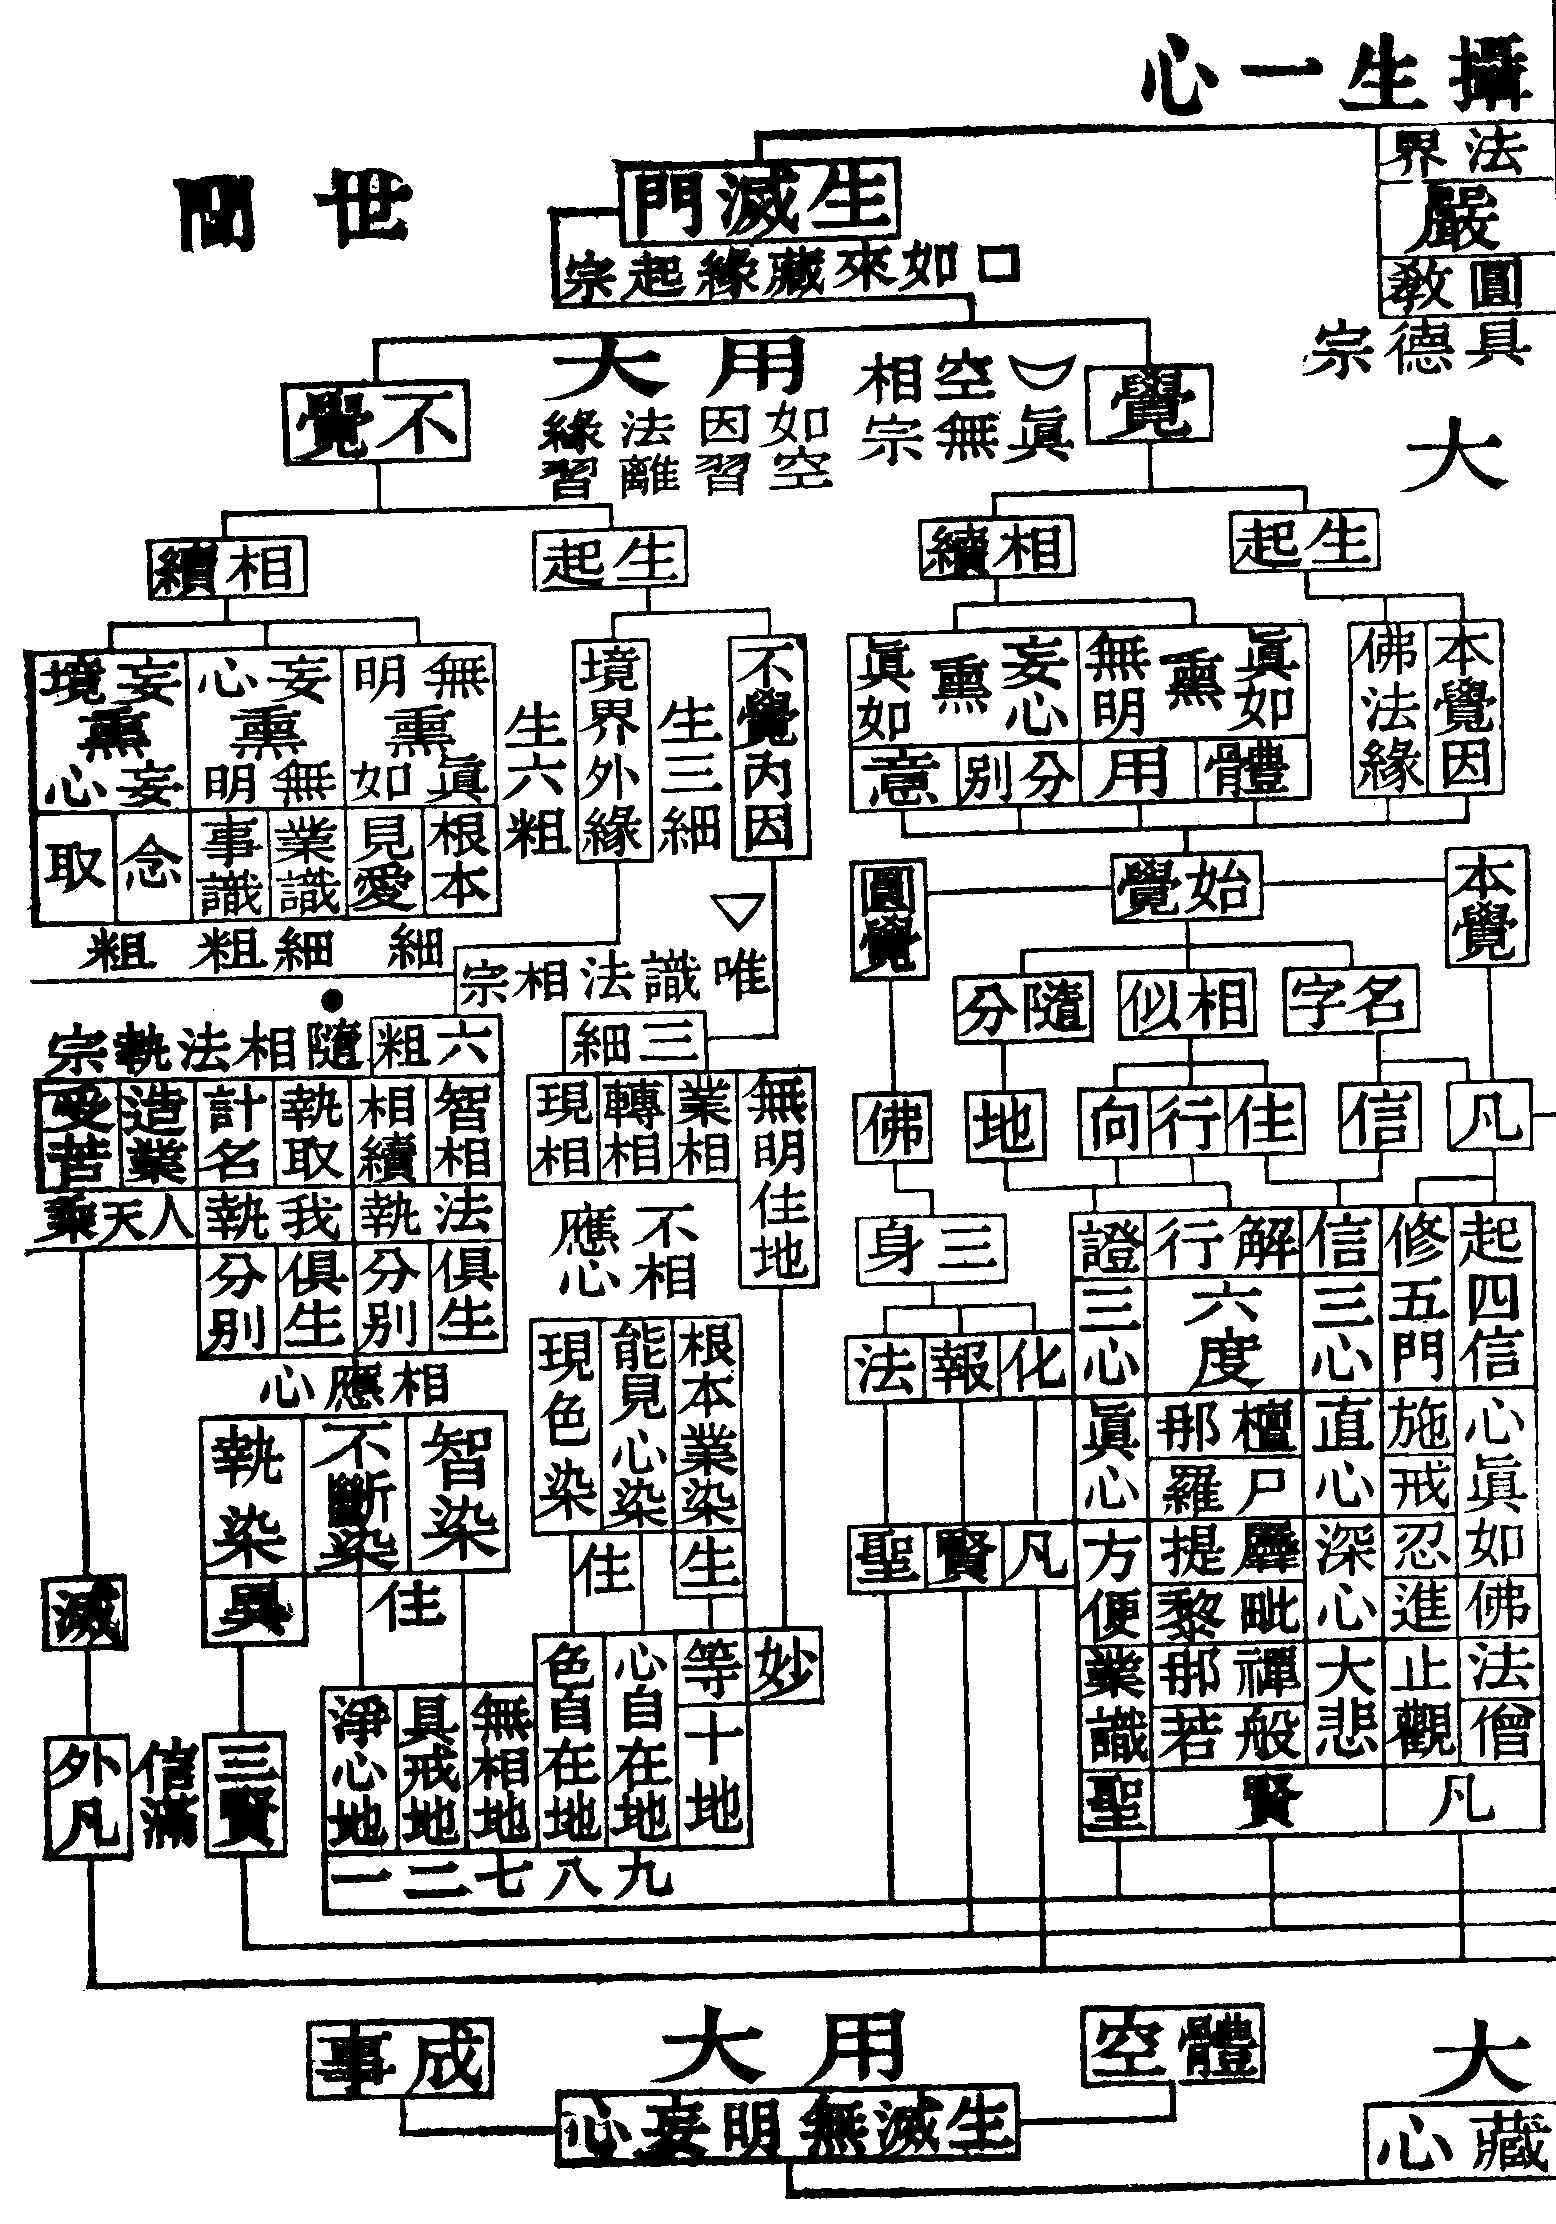 攝生一心
法界
嚴
圓教
具德宗
大
世間
生滅門
口如來藏緣起宗
用大
如空
因習
法離
緣習
空相
眞無宗
覺
不覺
生起
相續
本覺因
佛法緣
眞如熏無明
妄心熏眞如
體
用
分別
意
本覺
始覺
圓覺
名字
相似
隨分
凡
信
住
行
向
地
佛
三身
化
報
法
凡
賢
聖
起四信
修五門
信三心
解行六度
證三心
心眞如
佛
法
僧
施
戒
忍
進
止觀
直心
深心
大悲
檀那
尸羅
羼提
毗黎
禪那
般若
眞心
方便
業識
凡
賢
聖
生起
相續
不覺內因
生三細
境界外緣
生六粗
無明熏眞如
妄心熏無明
妄境熏妄心
根本
見愛
業識
事識
念
取
細
細
粗
粗
唯識法相宗
三細
無明住地
業相
轉相
現相
不相應心
根本業染
能見心染
現色染
生
住
妙
等
十地
心自在地
色自在地
無相地
具戒地
淨心地
九
八
七
二
一
隨相法執宗
六粗
智相
相續
執取
計名
造業
受苦
法執
我執
人天乘
俱生
分別
俱生
分別
相應心
智染
不斷染
執染
住
異
滅
三賢
信滿
外凡
體空
用大
成事
生滅無明妄心
大
藏心